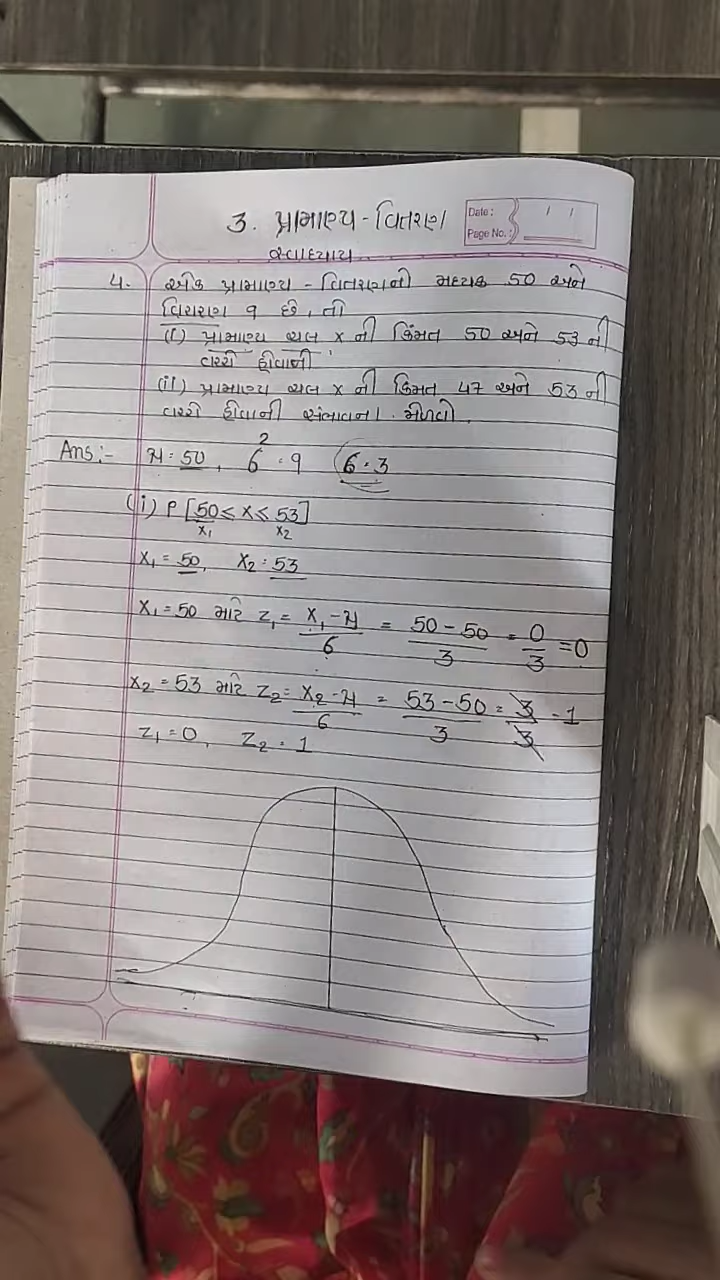 3. પ્રામાણ્ય - વિતરણ
Date: / /
Page No.:
સ્વાધ્યાય
4. એક પ્રામાણ્ય - વિતરણનો મધ્યક 50 અને
વિચરણ 9 છે, તો
(i) પ્રામાણ્ય ચલ x ની કિંમત 50 અને 53 ની
વચ્ચે હોવાની
(ii) પ્રામાણ્ય ચલ x ની કિંમત 47 અને 53 ની
વચ્ચે હોવાની સંભાવના મેળવો.
Ans:- μ = 50, σ² = 9 σ = 3
(i) P [50 ≤ x ≤ 53]
x₁ x₂
x₁ = 50, x₂ = 53
x₁ = 50 માટે z₁ = x₁ - μ / σ = 50 - 50 / 3 = 0 / 3 = 0
x₂ = 53 માટે z₂ = x₂ - μ / σ = 53 - 50 / 3 = 3 / 3 = 1
z₁ = 0, z₂ = 1